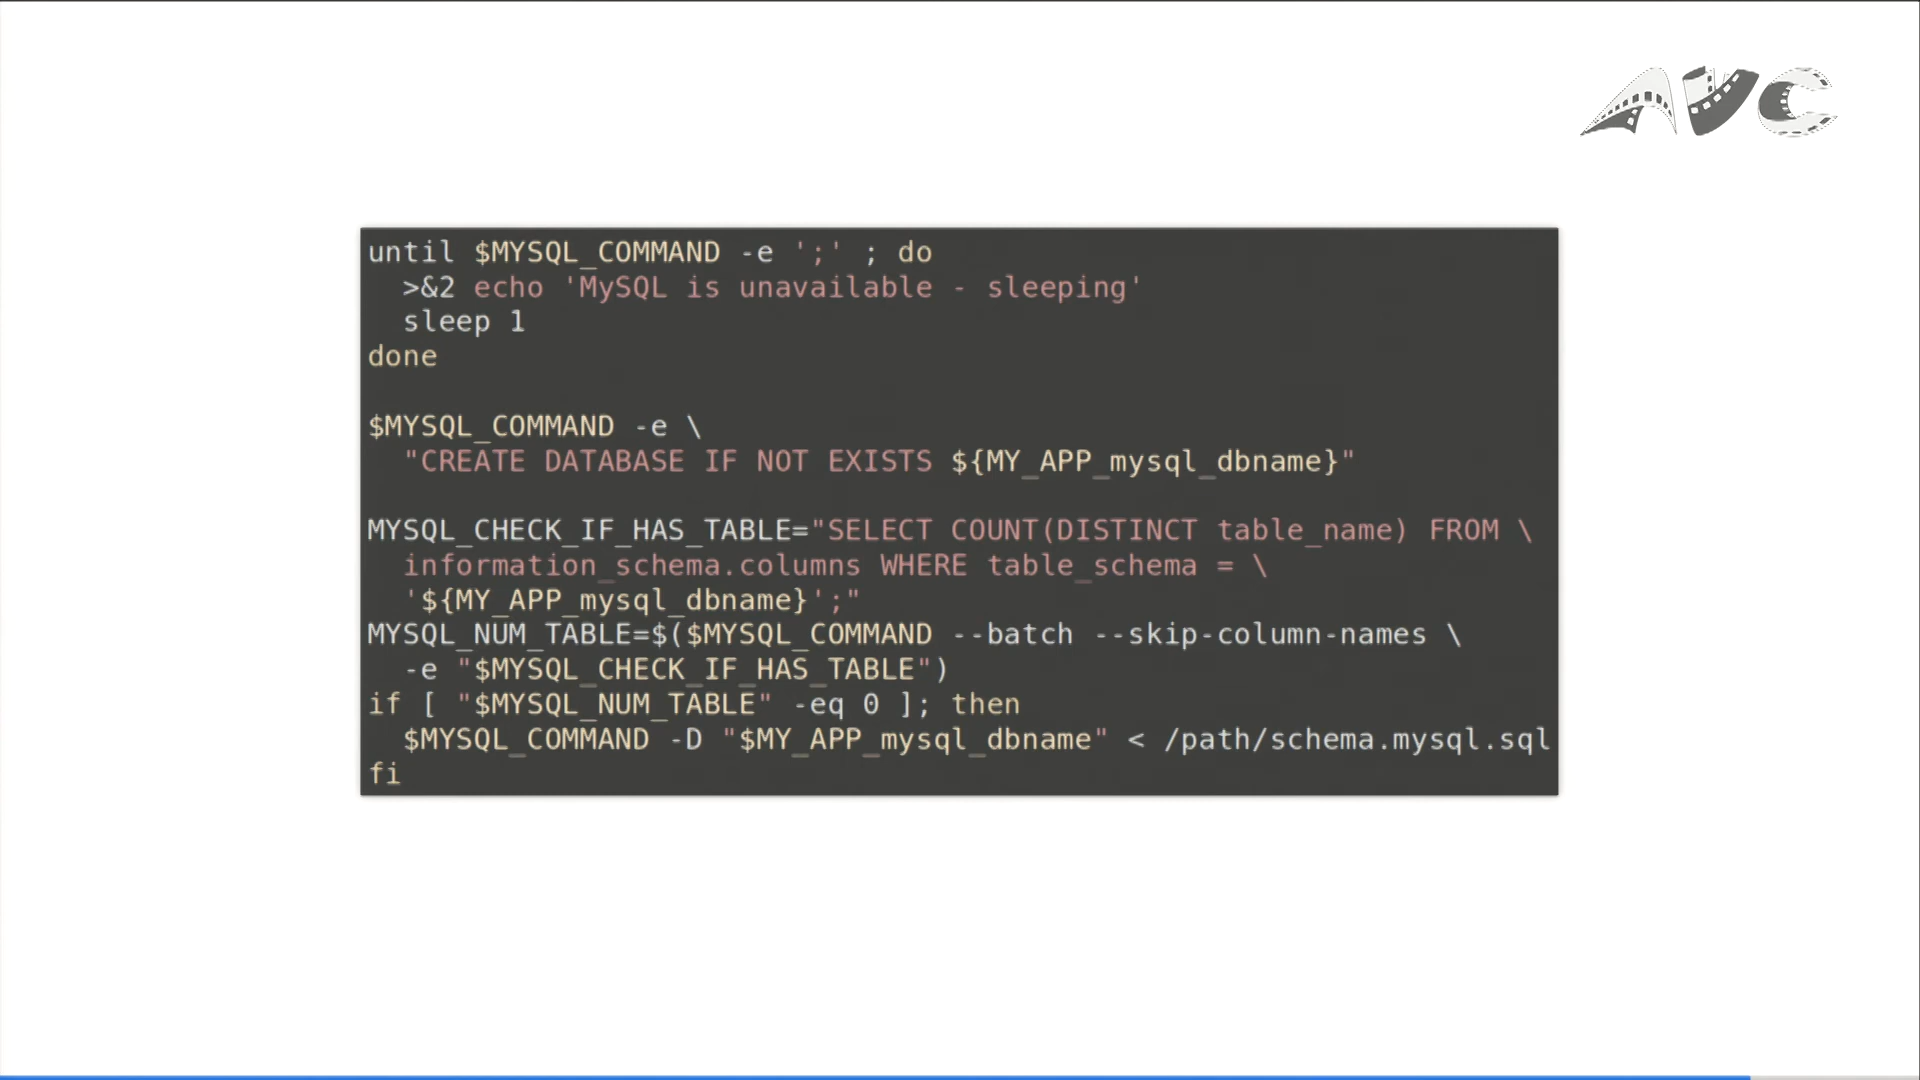 AVC
until $MYSQL_COMMAND -e ';' ; do
  >&2 echo 'MySQL is unavailable - sleeping'
  sleep 1
done

$MYSQL_COMMAND -e \
  "CREATE DATABASE IF NOT EXISTS ${MY_APP_mysql_dbname}"

MYSQL_CHECK_IF_HAS_TABLE="SELECT COUNT(DISTINCT table_name) FROM \
  information_schema.columns WHERE table_schema = \
  '${MY_APP_mysql_dbname}';"
MYSQL_NUM_TABLE=$($MYSQL_COMMAND --batch --skip-column-names \
  -e "$MYSQL_CHECK_IF_HAS_TABLE")
if [ "$MYSQL_NUM_TABLE" -eq 0 ]; then
  $MYSQL_COMMAND -D "$MY_APP_mysql_dbname" < /path/schema.mysql.sql
fi